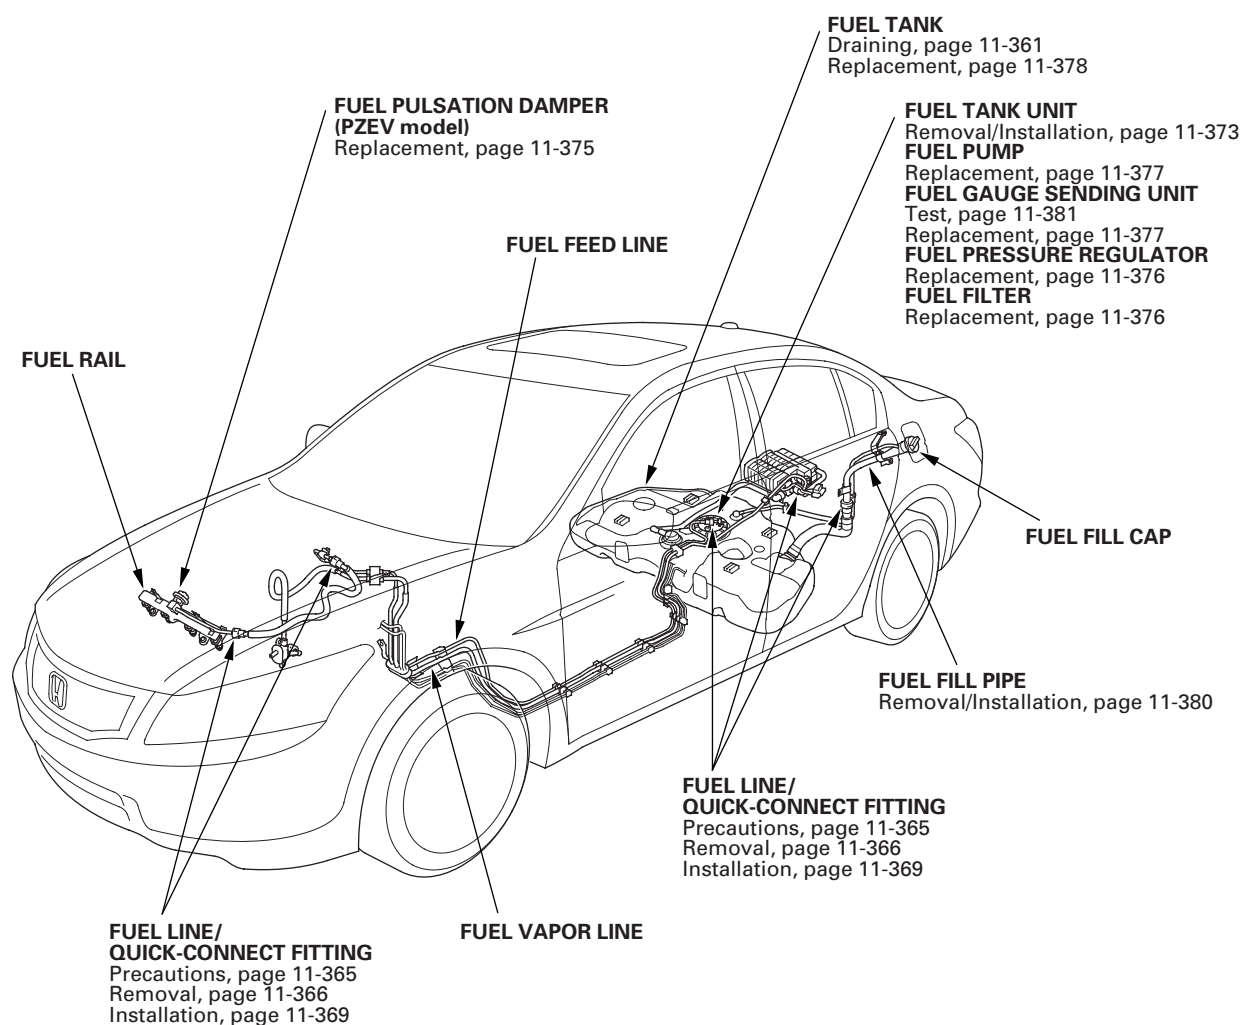 FUEL TANK
Draining, page 11-361
Replacement, page 11-378
FUEL PULSATION DAMPER
(PZEV model)
Replacement, page 11-375
FUEL TANK UNIT
Removal/Installation, page 11-373
FUEL PUMP
Replacement, page 11-377
FUEL GAUGE SENDING UNIT
Test, page 11-381
Replacement, page 11-377
FUEL PRESSURE REGULATOR
Replacement, page 11-376
FUEL FILTER
Replacement, page 11-376
FUEL FEED LINE
FUEL RAIL
FUEL FILL CAP
FUEL FILL PIPE
Removal/Installation, page 11-380
FUEL LINE/
QUICK-CONNECT FITTING
Precautions, page 11-365
Removal, page 11-366
Installation, page 11-369
FUEL VAPOR LINE
FUEL LINE/
QUICK-CONNECT FITTING
Precautions, page 11-365
Removal, page 11-366
Installation, page 11-369